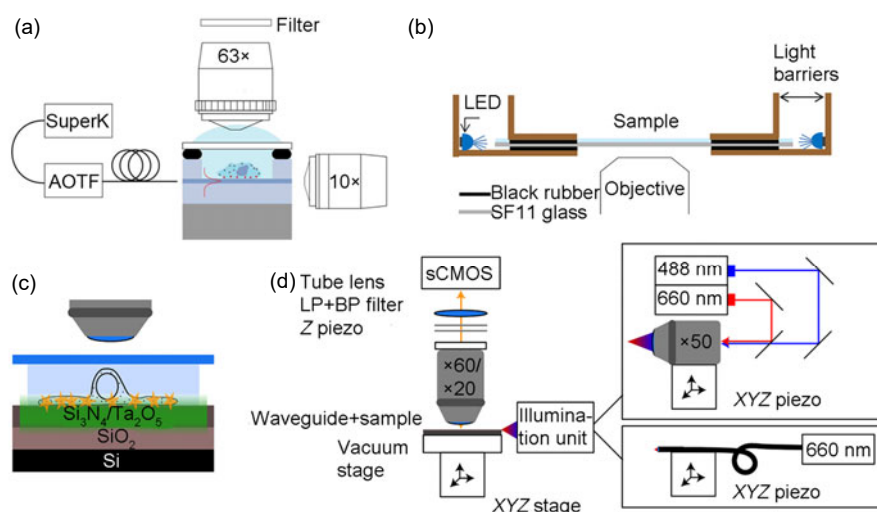 (a)
Filter
63×
SuperK
AOTF
10×
(b)
Light
barriers
LED
Sample
Black rubber
SF11 glass
Objective
(c)
Si₃N₄/Ta₂O₅
SiO₂
Si
(d)
Tube lens
LP+BP filter
Z piezo
sCMOS
×60/
×20
Waveguide+sample
Vacuum
stage
XYZ stage
Illumina-
tion unit
488 nm
660 nm
×50
XYZ piezo
660 nm
XYZ piezo